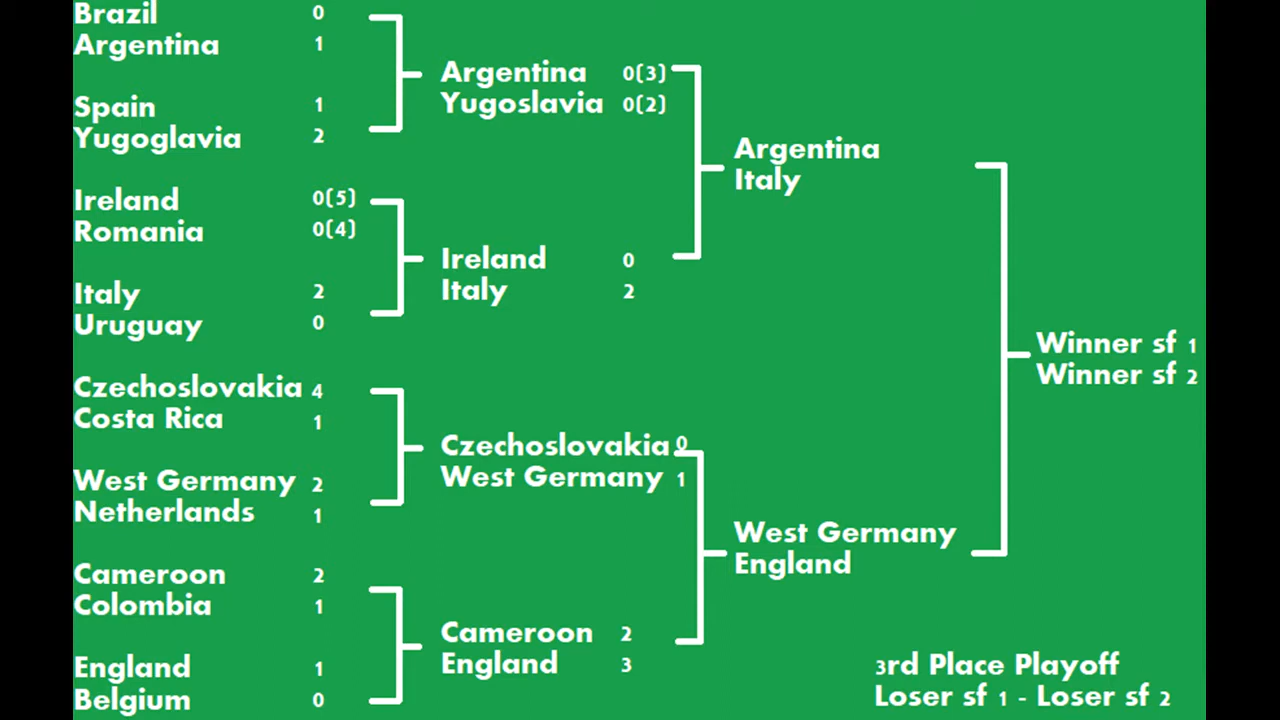 Brazil 0
Argentina 1
Spain 1
Yugoglavia 2
Ireland 0(5)
Romania 0(4)
Italy 2
Uruguay 0
Czechoslovakia 4
Costa Rica 1
West Germany 2
Netherlands 1
Cameroon 2
Colombia 1
England 1
Belgium 0
Argentina 0(3)
Yugoslavia 0(2)
Ireland 0
Italy 2
Czechoslovakia 0
West Germany 1
Cameroon 2
England 3
Argentina
Italy
West Germany
England
Winner sf 1
Winner sf 2
3rd Place Playoff
Loser sf 1 - Loser sf 2